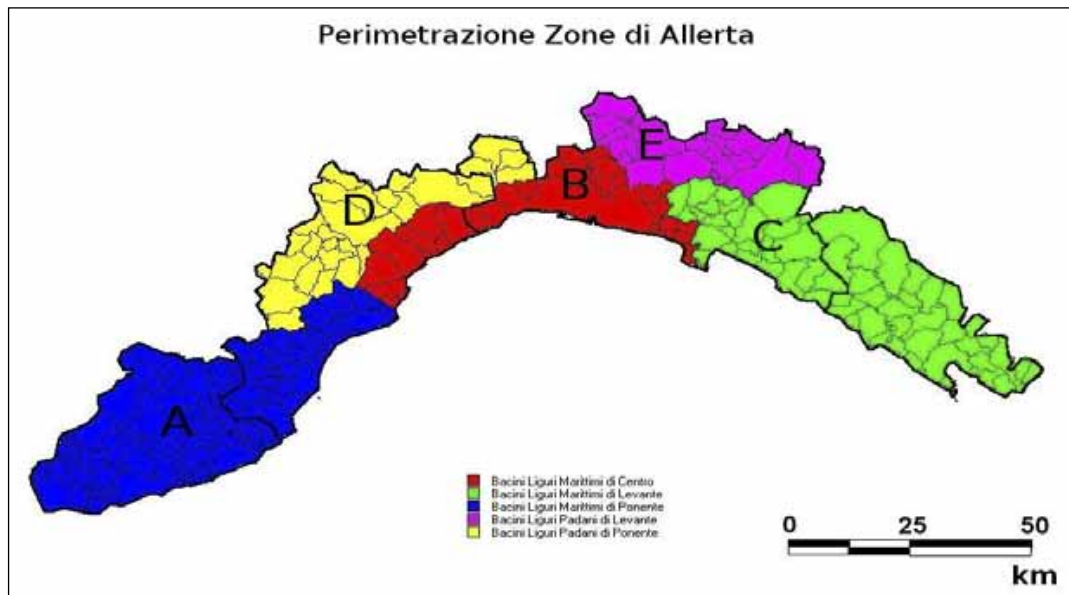 Perimetrazione Zone di Allerta
E
B
D
C
A
Bacini Liguri Marittimi di Centro
Bacini Liguri Marittimi di Levante
Bacini Liguri Marittimi di Ponente
Bacini Liguri Padani di Levante
Bacini Liguri Padani di Ponente
0 25 50
km